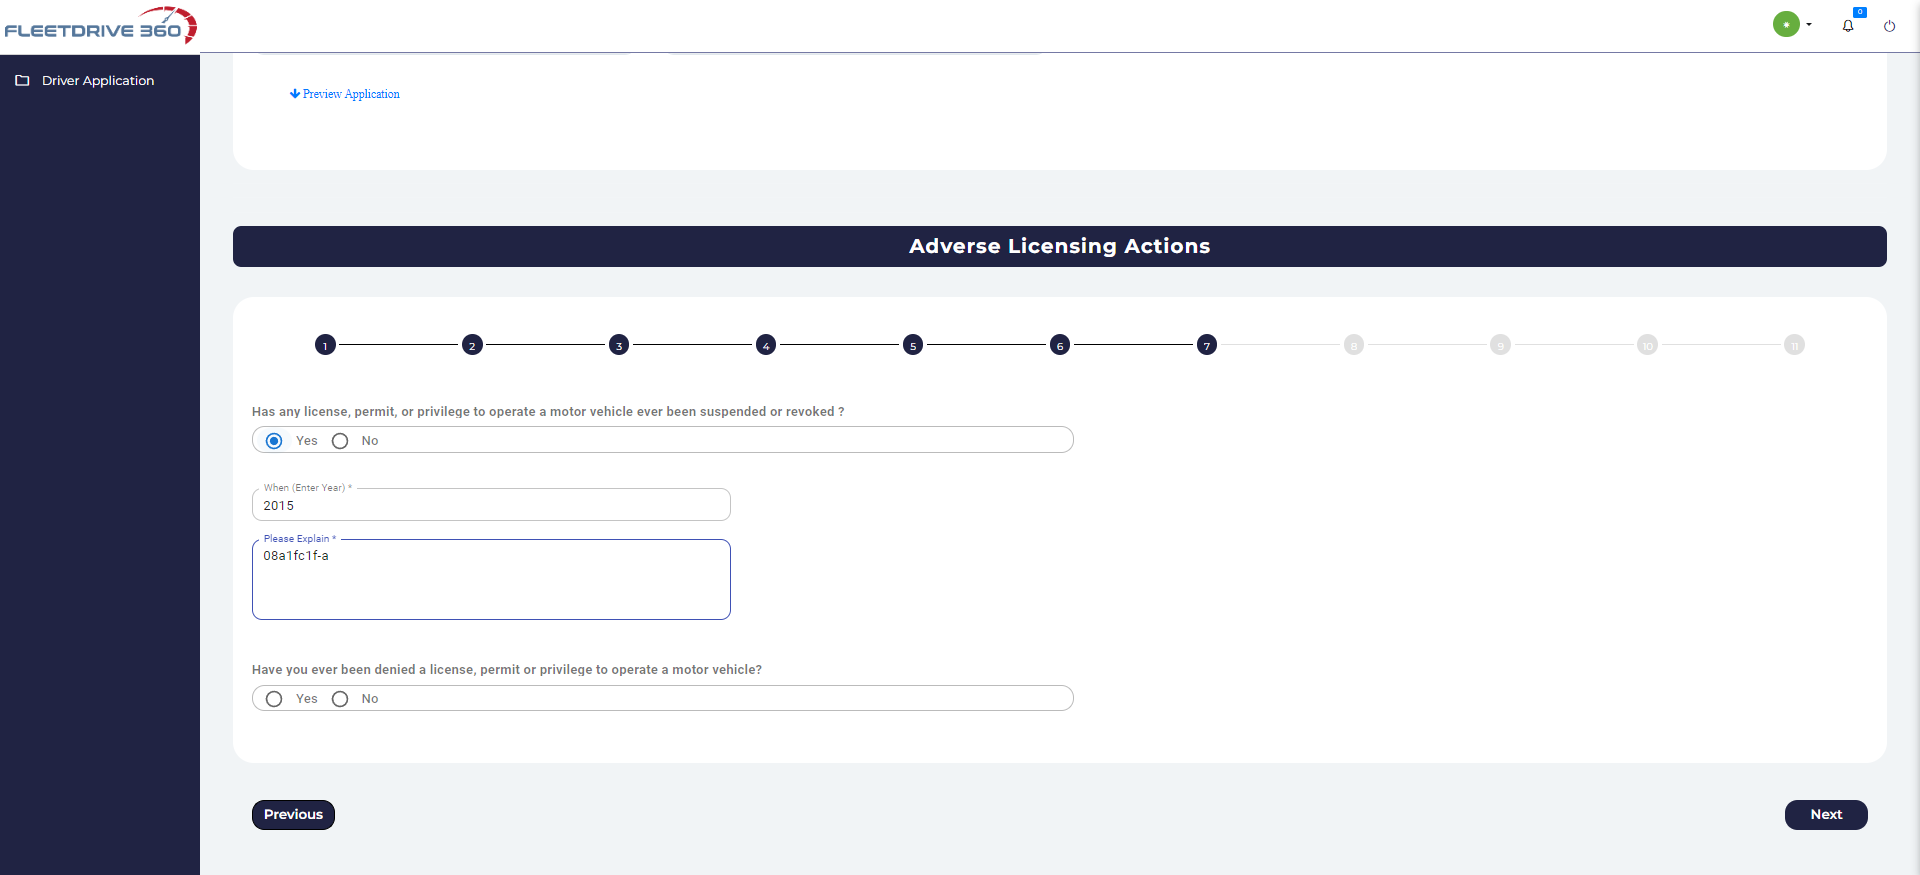 FLEETDRIVE 360
0
Driver Application
Preview Application
Adverse Licensing Actions
1 2 3 4 5 6 7 8 9 10 11
Has any license, permit, or privilege to operate a motor vehicle ever been suspended or revoked ?
Yes No
When (Enter Year) *
2015
Please Explain *
08a1fc1f-a
Have you ever been denied a license, permit or privilege to operate a motor vehicle?
Yes No
Previous Next